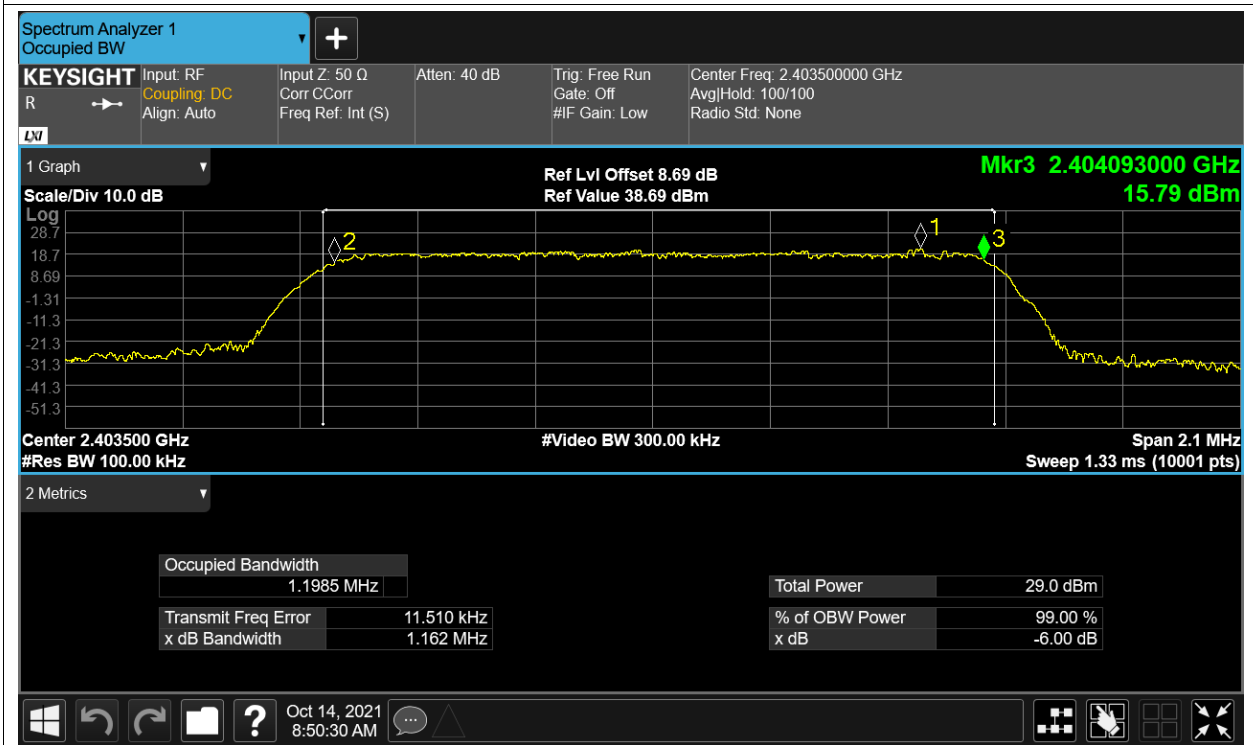 Spectrum Analyzer 1
Occupied BW
KEYSIGHT
R
LXI
Input: RF
Coupling: DC
Align: Auto
Input Z: 50 Ω
Corr CCorr
Freq Ref: Int (S)
Atten: 40 dB
Trig: Free Run
Gate: Off
#IF Gain: Low
Center Freq: 2.403500000 GHz
Avg|Hold: 100/100
Radio Std: None
1 Graph
Scale/Div 10.0 dB
Ref Lvl Offset 8.69 dB
Ref Value 38.69 dBm
Mkr3 2.404093000 GHz
15.79 dBm
Log
28.7
18.7
8.69
-1.31
-11.3
-21.3
-31.3
-41.3
-51.3
2
1
3
Center 2.403500 GHz
#Res BW 100.00 kHz
#Video BW 300.00 kHz
Span 2.1 MHz
Sweep 1.33 ms (10001 pts)
2 Metrics
Occupied Bandwidth
1.1985 MHz
Transmit Freq Error 11.510 kHz
x dB Bandwidth 1.162 MHz
Total Power 29.0 dBm
% of OBW Power 99.00 %
x dB -6.00 dB
?
Oct 14, 2021
8:50:30 AM